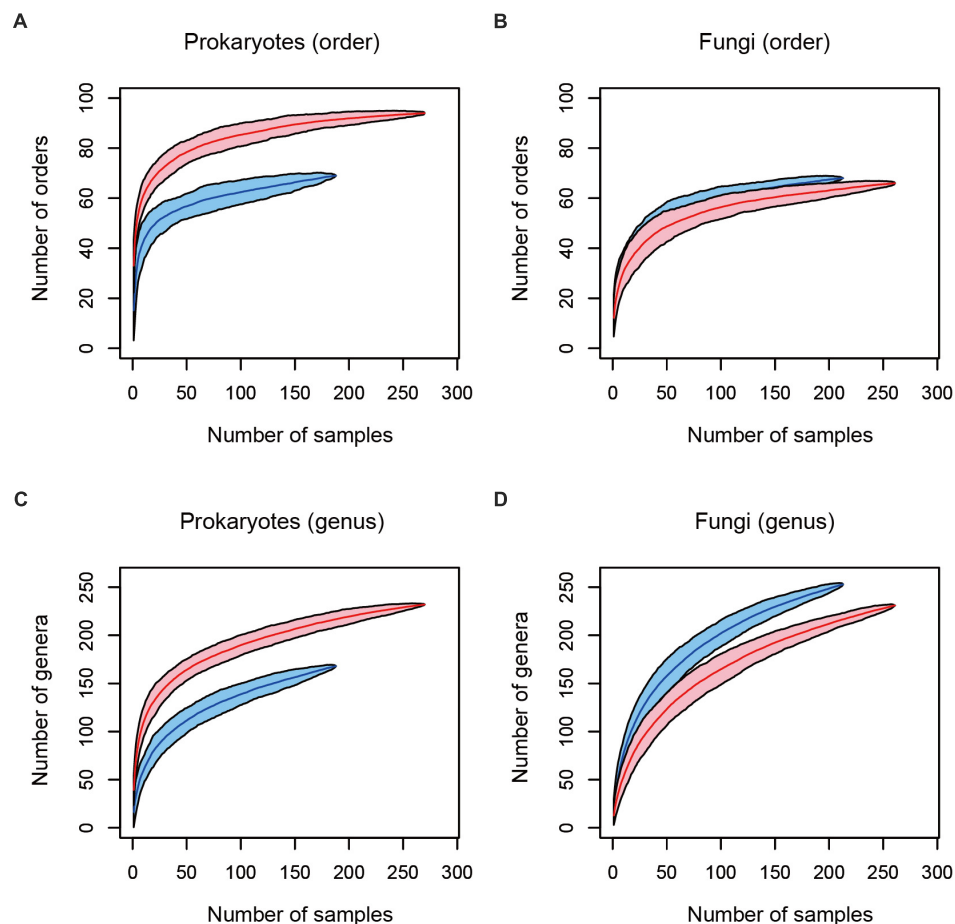 A
Prokaryotes (order)
Number of orders
100
80
60
40
20
0
0 50 100 150 200 250 300
Number of samples
B
Fungi (order)
Number of orders
100
80
60
40
20
0
0 50 100 150 200 250 300
Number of samples
C
Prokaryotes (genus)
Number of genera
250
200
150
100
50
0
0 50 100 150 200 250 300
Number of samples
D
Fungi (genus)
Number of genera
250
200
150
100
50
0
0 50 100 150 200 250 300
Number of samples